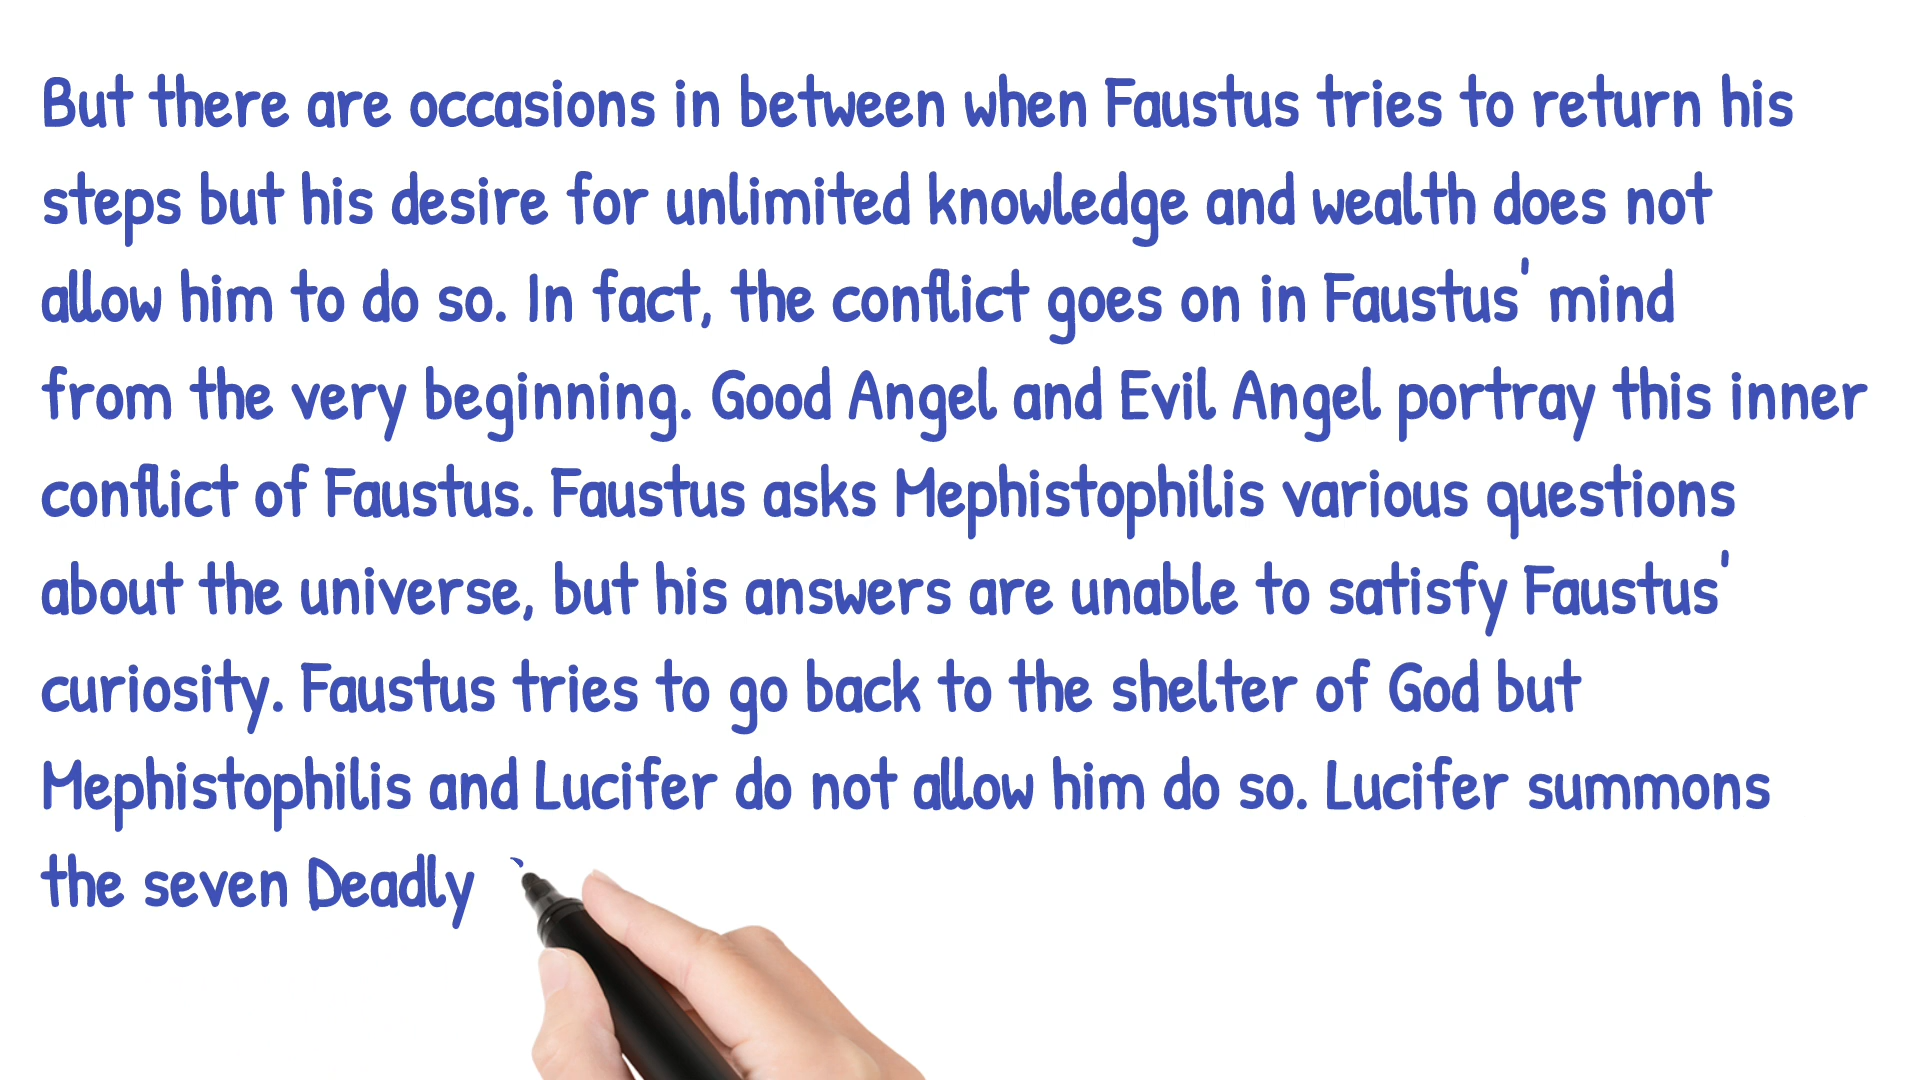 But there are occasions in between when Faustus tries to return his
steps but his desire for unlimited knowledge and wealth does not
allow him to do so. In fact, the conflict goes on in Faustus' mind
from the very beginning. Good Angel and Evil Angel portray this inner
conflict of Faustus. Faustus asks Mephistophilis various questions
about the universe, but his answers are unable to satisfy Faustus'
curiosity. Faustus tries to go back to the shelter of God but
Mephistophilis and Lucifer do not allow him do so. Lucifer summons
the seven Deadly